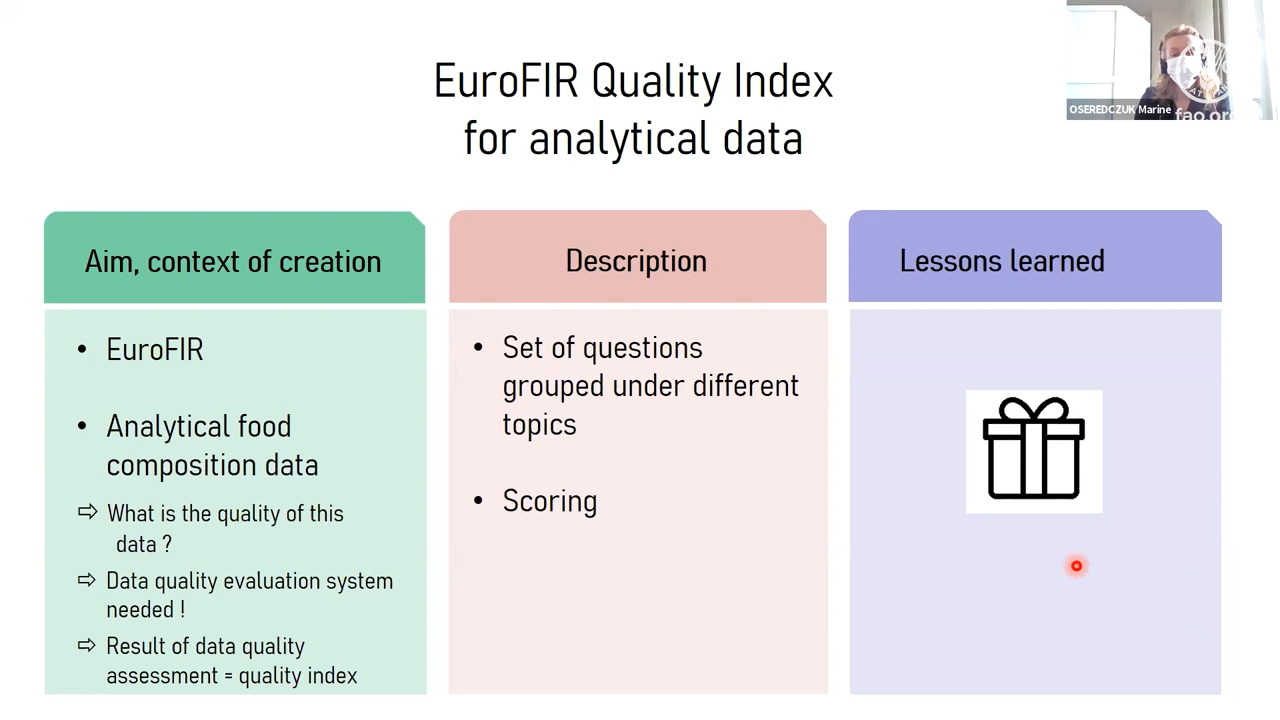 EuroFIR Quality Index
for analytical data
OSEREDCZUK Marine
fao.org
Aim, context of creation
• EuroFIR
• Analytical food
composition data
⇨ What is the quality of this
data ?
⇨ Data quality evaluation system
needed !
⇨ Result of data quality
assessment = quality index
Description
• Set of questions
grouped under different
topics
• Scoring
Lessons learned